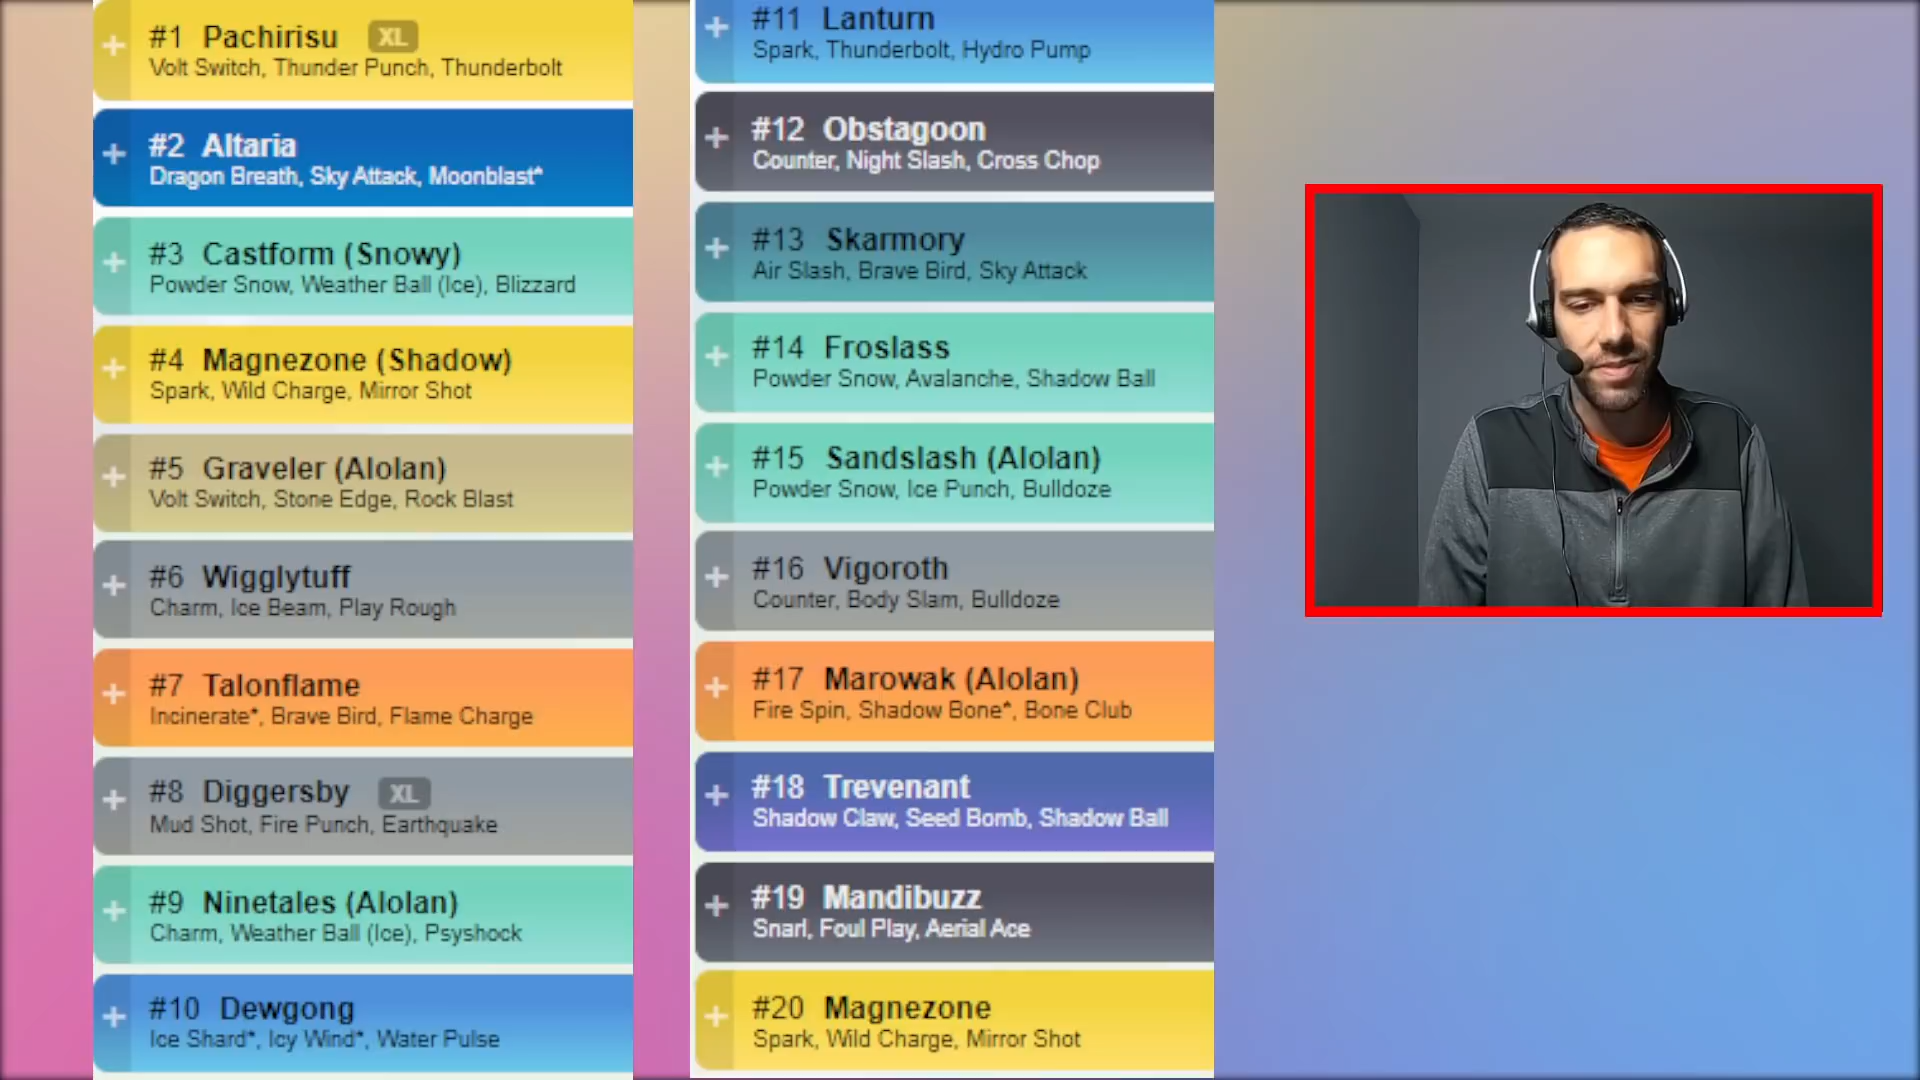 #1 Pachirisu XL
Volt Switch, Thunder Punch, Thunderbolt
#2 Altaria
Dragon Breath, Sky Attack, Moonblast*
#3 Castform (Snowy)
Powder Snow, Weather Ball (Ice), Blizzard
#4 Magnezone (Shadow)
Spark, Wild Charge, Mirror Shot
#5 Graveler (Alolan)
Volt Switch, Stone Edge, Rock Blast
#6 Wigglytuff
Charm, Ice Beam, Play Rough
#7 Talonflame
Incinerate*, Brave Bird, Flame Charge
#8 Diggersby XL
Mud Shot, Fire Punch, Earthquake
#9 Ninetales (Alolan)
Charm, Weather Ball (Ice), Psyshock
#10 Dewgong
Ice Shard*, Icy Wind*, Water Pulse
#11 Lanturn
Spark, Thunderbolt, Hydro Pump
#12 Obstagoon
Counter, Night Slash, Cross Chop
#13 Skarmory
Air Slash, Brave Bird, Sky Attack
#14 Froslass
Powder Snow, Avalanche, Shadow Ball
#15 Sandslash (Alolan)
Powder Snow, Ice Punch, Bulldoze
#16 Vigoroth
Counter, Body Slam, Bulldoze
#17 Marowak (Alolan)
Fire Spin, Shadow Bone*, Bone Club
#18 Trevenant
Shadow Claw, Seed Bomb, Shadow Ball
#19 Mandibuzz
Snarl, Foul Play, Aerial Ace
#20 Magnezone
Spark, Wild Charge, Mirror Shot